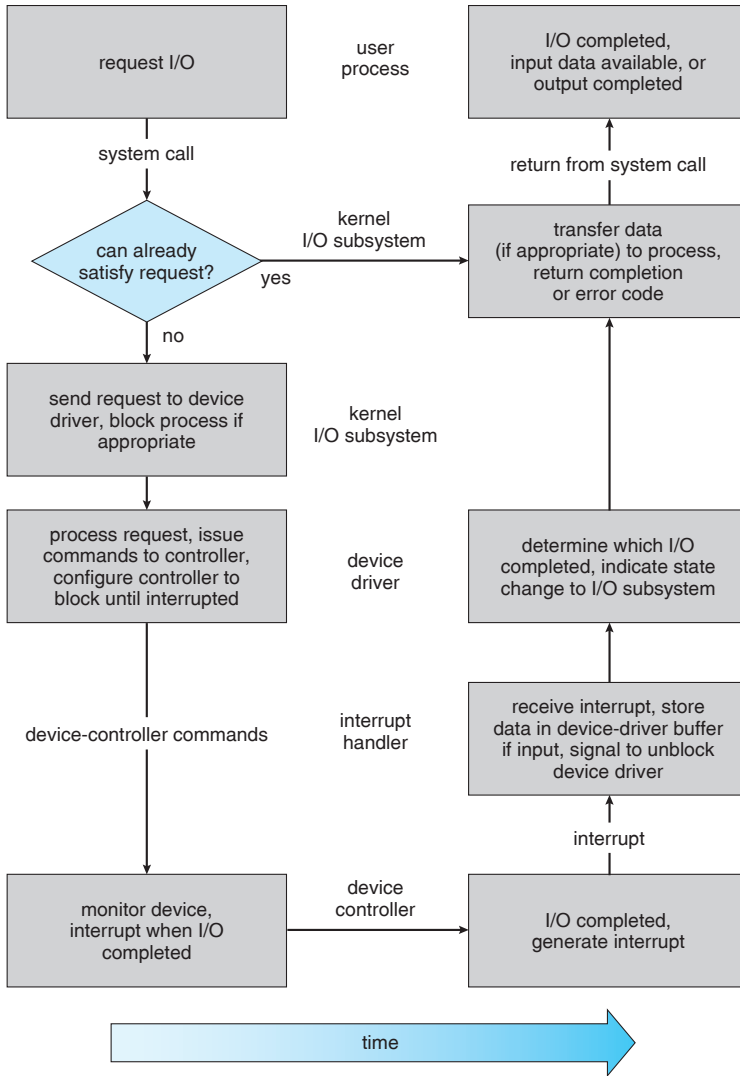 request I/O
user
process
I/O completed,
input data available, or
output completed
system call
return from system call
can already
satisfy request?
kernel
I/O subsystem
yes
transfer data
(if appropriate) to process,
return completion
or error code
no
send request to device
driver, block process if
appropriate
kernel
I/O subsystem
process request, issue
commands to controller,
configure controller to
block until interrupted
device
driver
determine which I/O
completed, indicate state
change to I/O subsystem
device-controller commands
interrupt
handler
receive interrupt, store
data in device-driver buffer
if input, signal to unblock
device driver
interrupt
monitor device,
interrupt when I/O
completed
device
controller
I/O completed,
generate interrupt
time